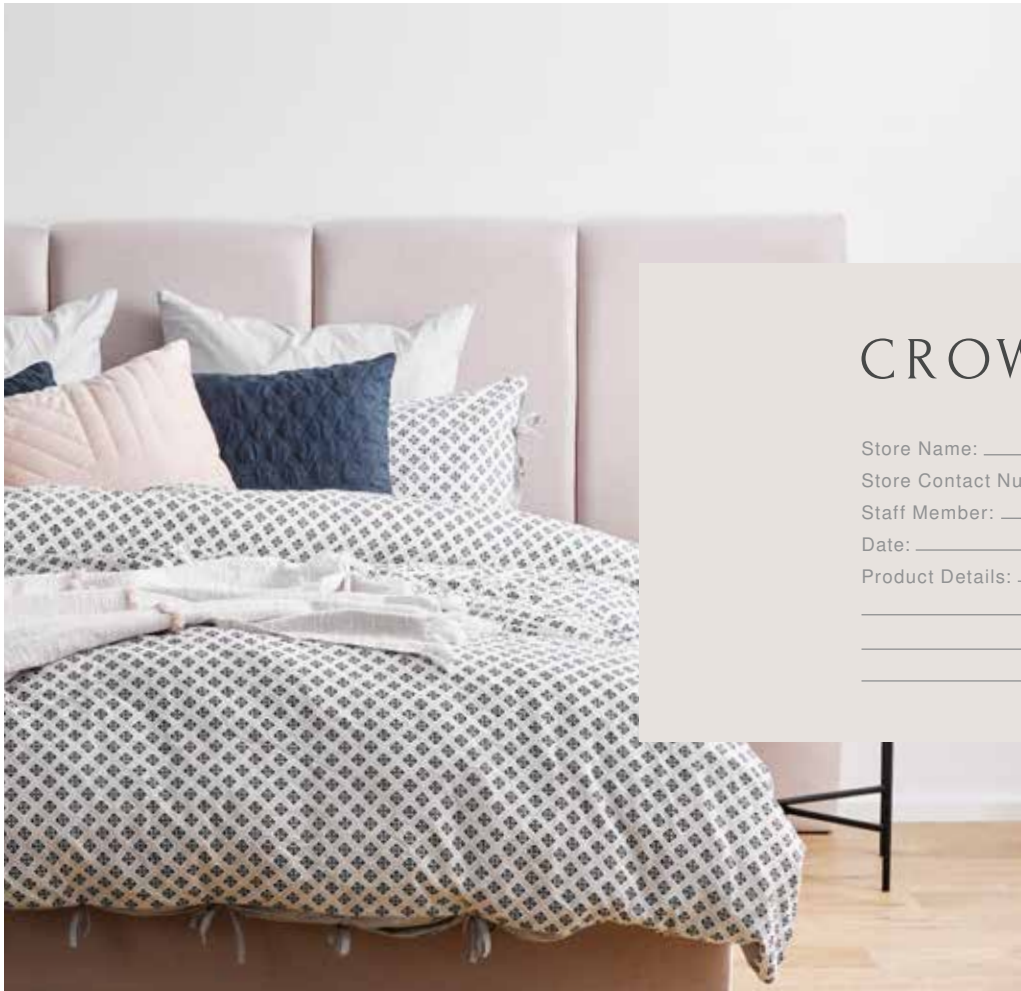 CROW
Store Name:
Store Contact Nu
Staff Member:
Date:
Product Details: